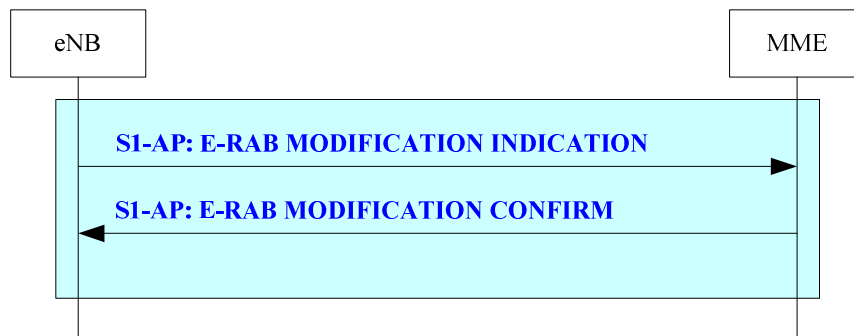 eNB
MME
S1-AP: E-RAB MODIFICATION INDICATION
S1-AP: E-RAB MODIFICATION CONFIRM